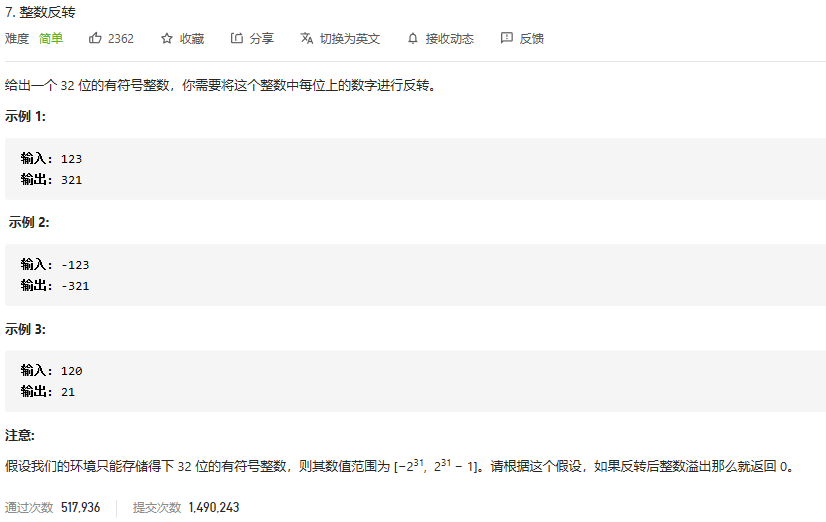 7. 整数反转
难度 简单 2362 收藏 分享 切换为英文 接收动态 反馈
给出一个 32 位的有符号整数，你需要将这个整数中每位上的数字进行反转。
示例 1:
输入: 123
输出: 321
示例 2:
输入: -123
输出: -321
示例 3:
输入: 120
输出: 21
注意:
假设我们的环境只能存储得下 32 位的有符号整数，则其数值范围为 [−2³¹, 2³¹ − 1]。请根据这个假设，如果反转后整数溢出那么就返回 0。
通过次数 517,936 提交次数 1,490,243